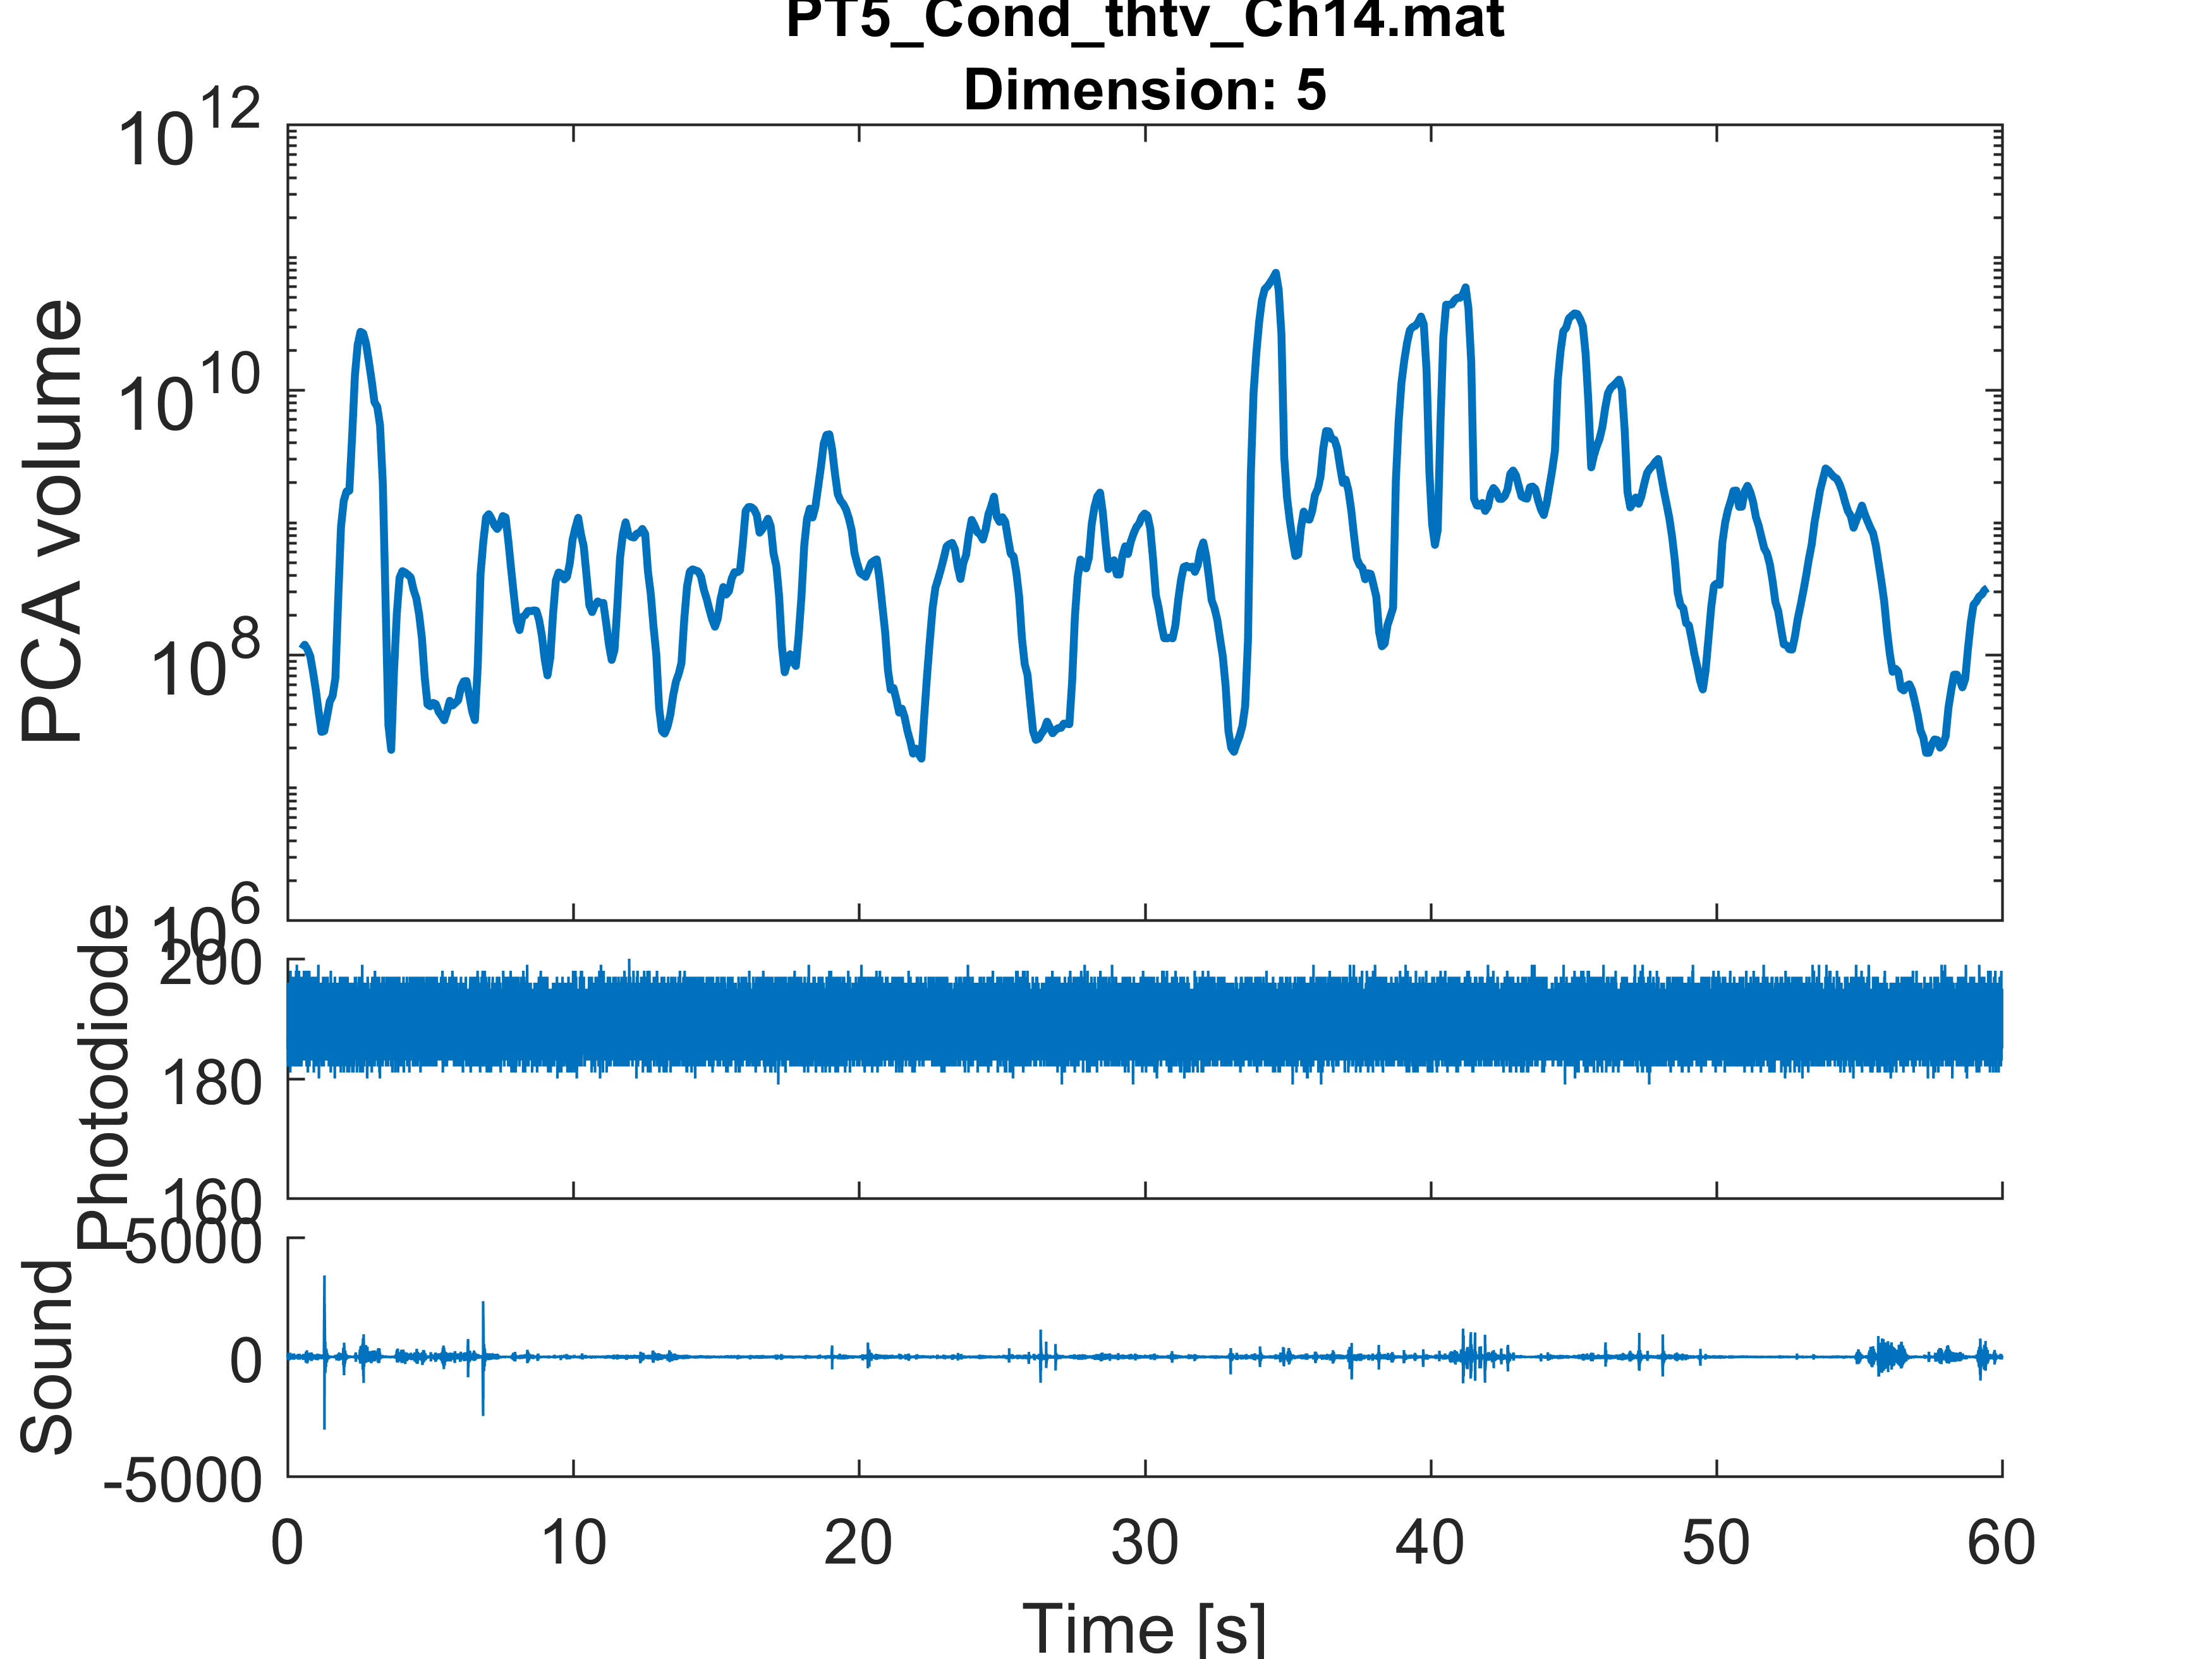 PT5_Cond_thtv_Ch14.mat
Dimension: 5
PCA volume
10^12
10^10
10^8
10^6
Photodiode
200
180
160
Sound
5000
0
-5000
0 10 20 30 40 50 60
Time [s]